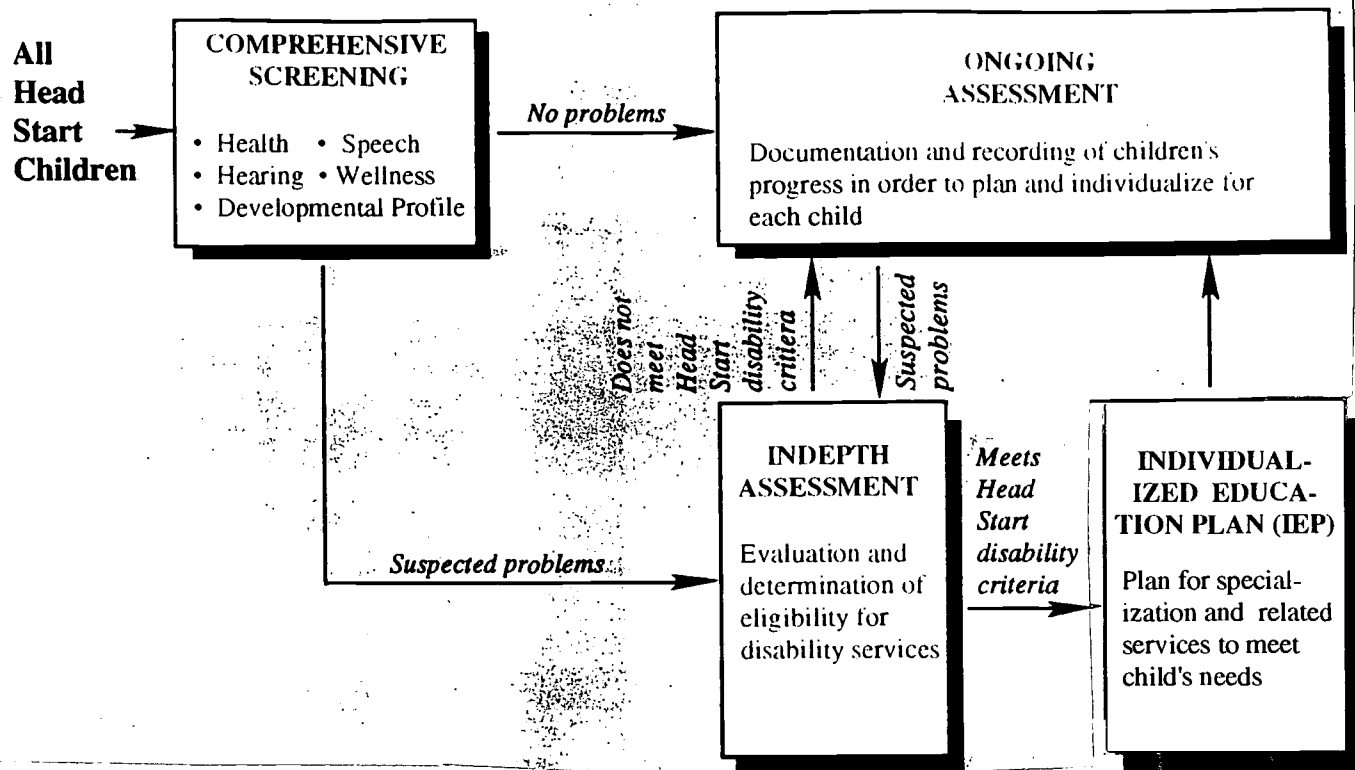 All
Head
Start
Children
COMPREHENSIVE
SCREENING
• Health • Speech
• Hearing • Wellness
• Developmental Profile
No problems
ONGOING
ASSESSMENT
Documentation and recording of children's
progress in order to plan and individualize for
each child
Does not
meet
Head
Start
disability
critiera
Suspected
problems
Suspected problems
INDEPTH
ASSESSMENT
Evaluation and
determination of
eligibility for
disability services
Meets
Head
Start
disability
criteria
INDIVIDUAL-
IZED EDUCA-
TION PLAN (IEP)
Plan for special-
ization and related
services to meet
child's needs